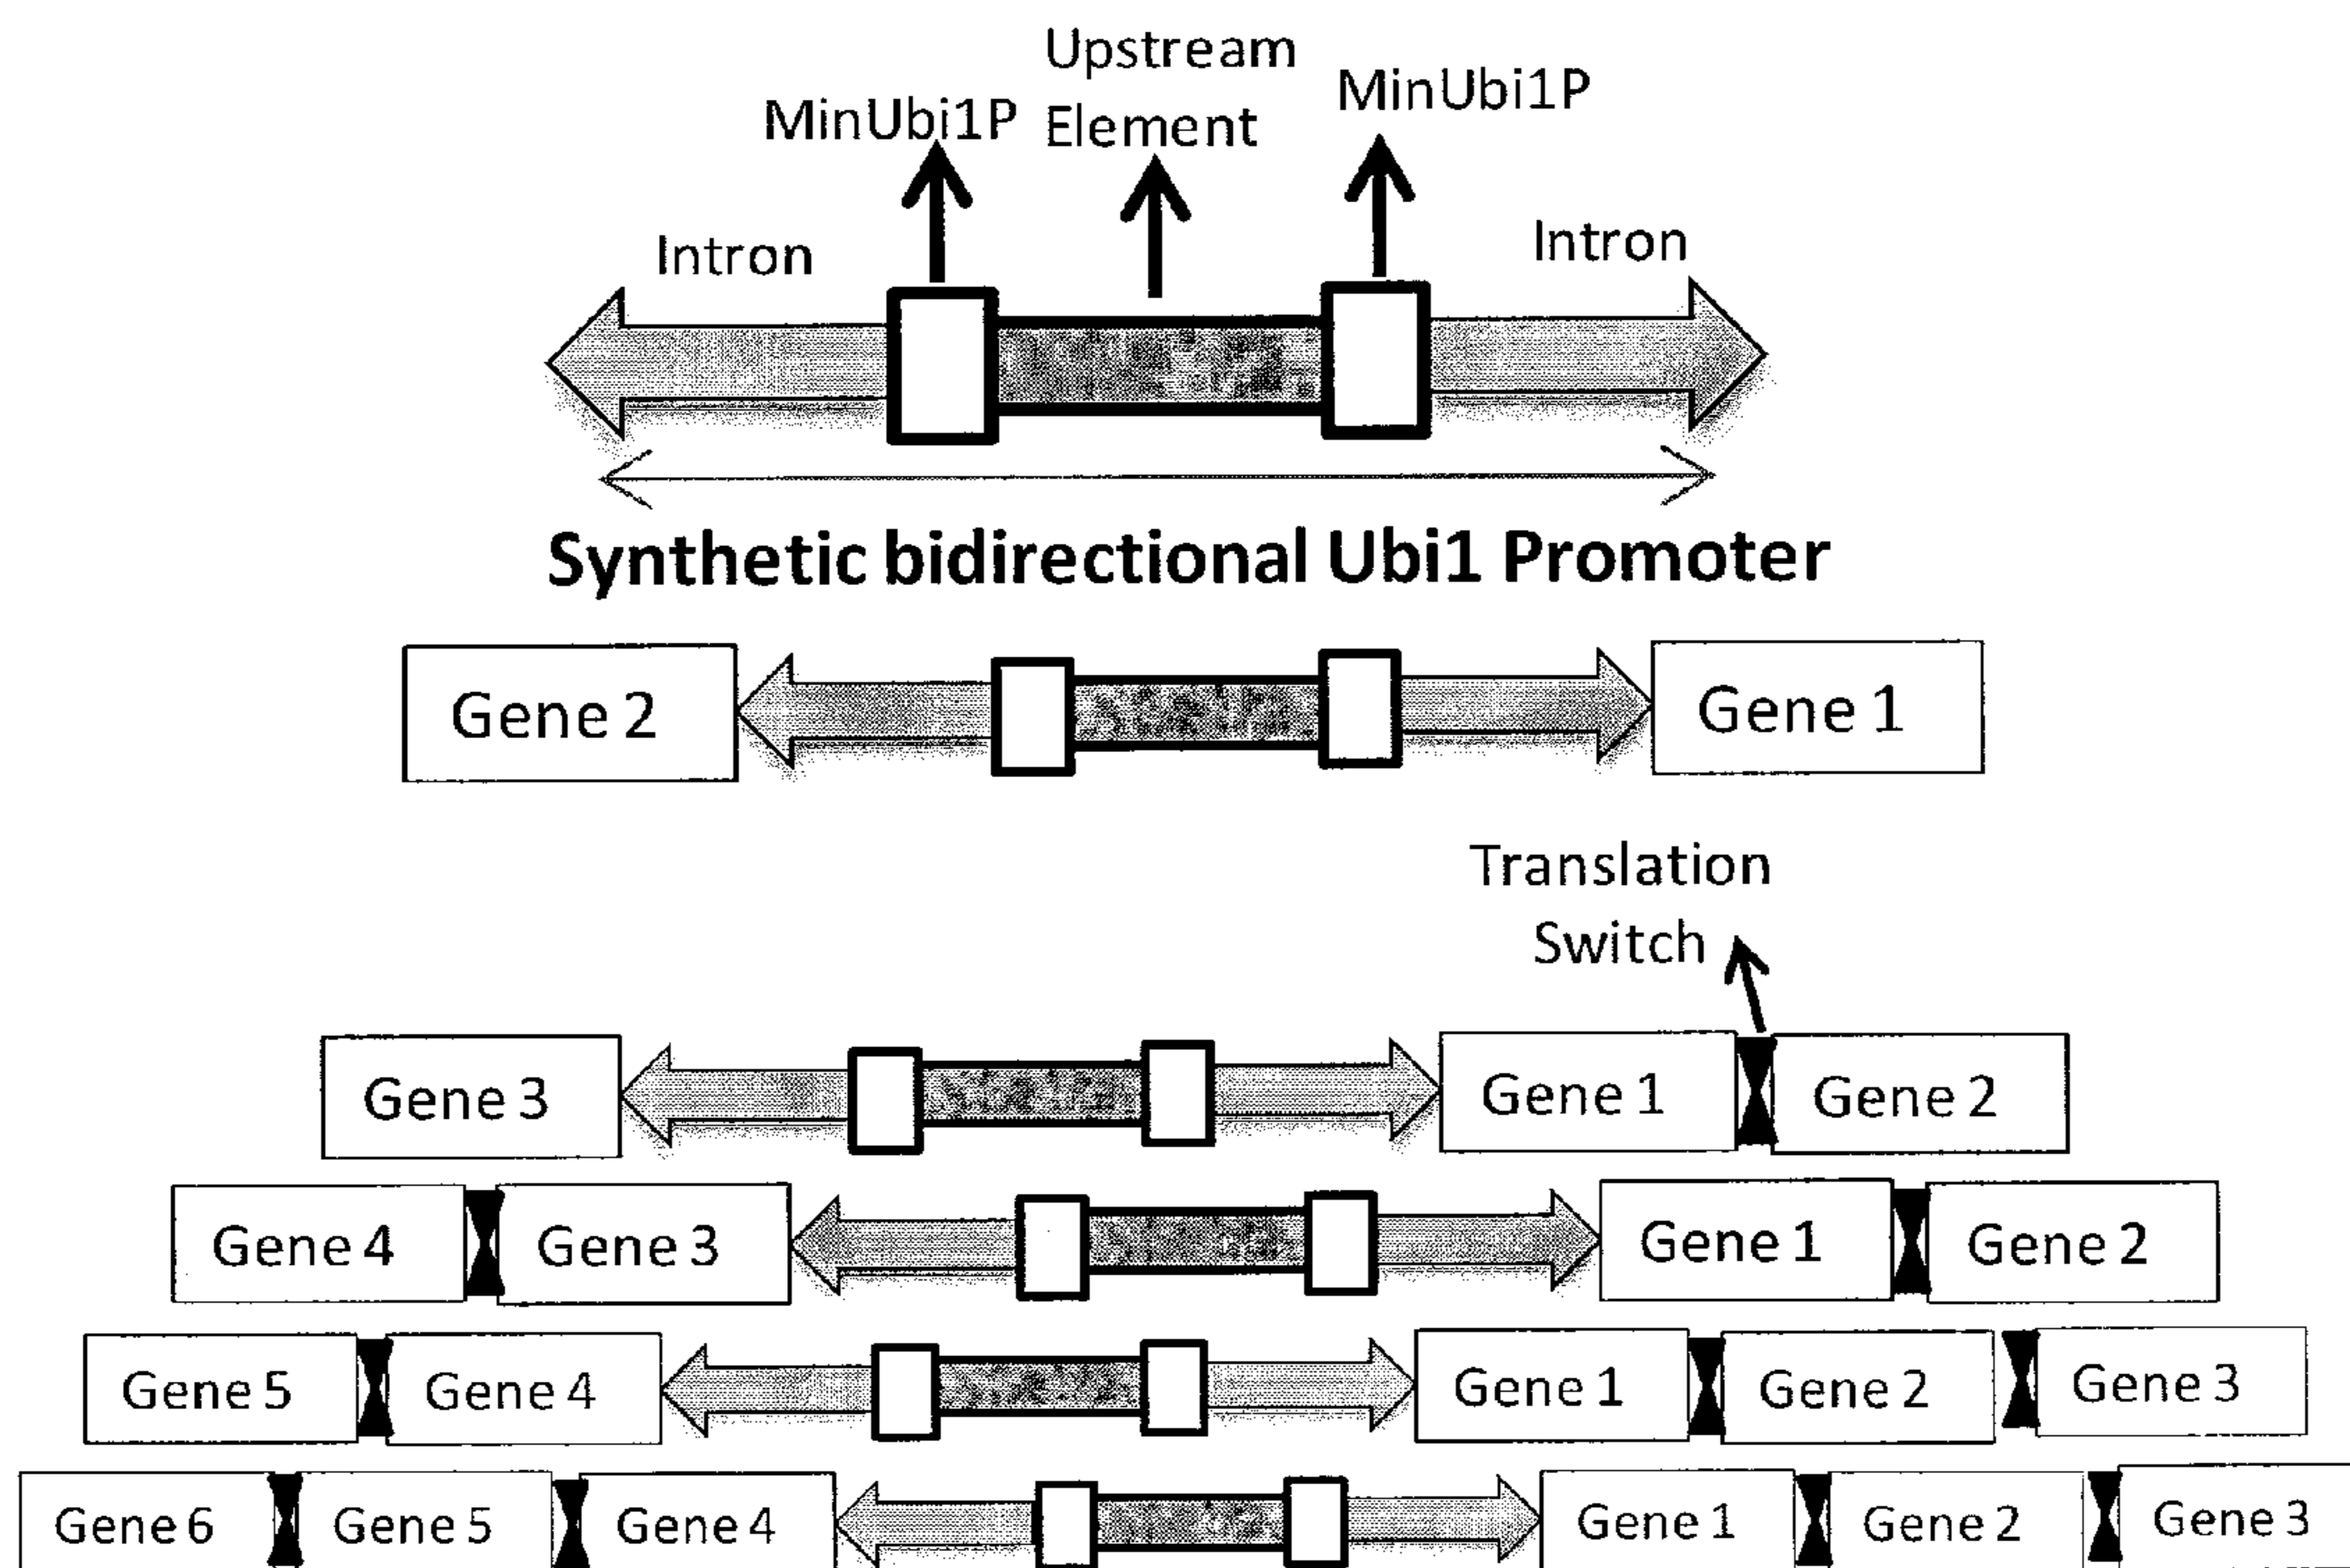 Upstream
Element
MinUbi1P
MinUbi1P
Intron
Intron
Synthetic bidirectional Ubi1 Promoter
Gene 2
Gene 1
Translation
Switch
Gene 3
Gene 1
Gene 2
Gene 4
Gene 3
Gene 1
Gene 2
Gene 5
Gene 4
Gene 1
Gene 2
Gene 3
Gene 6
Gene 5
Gene 4
Gene 1
Gene 2
Gene 3